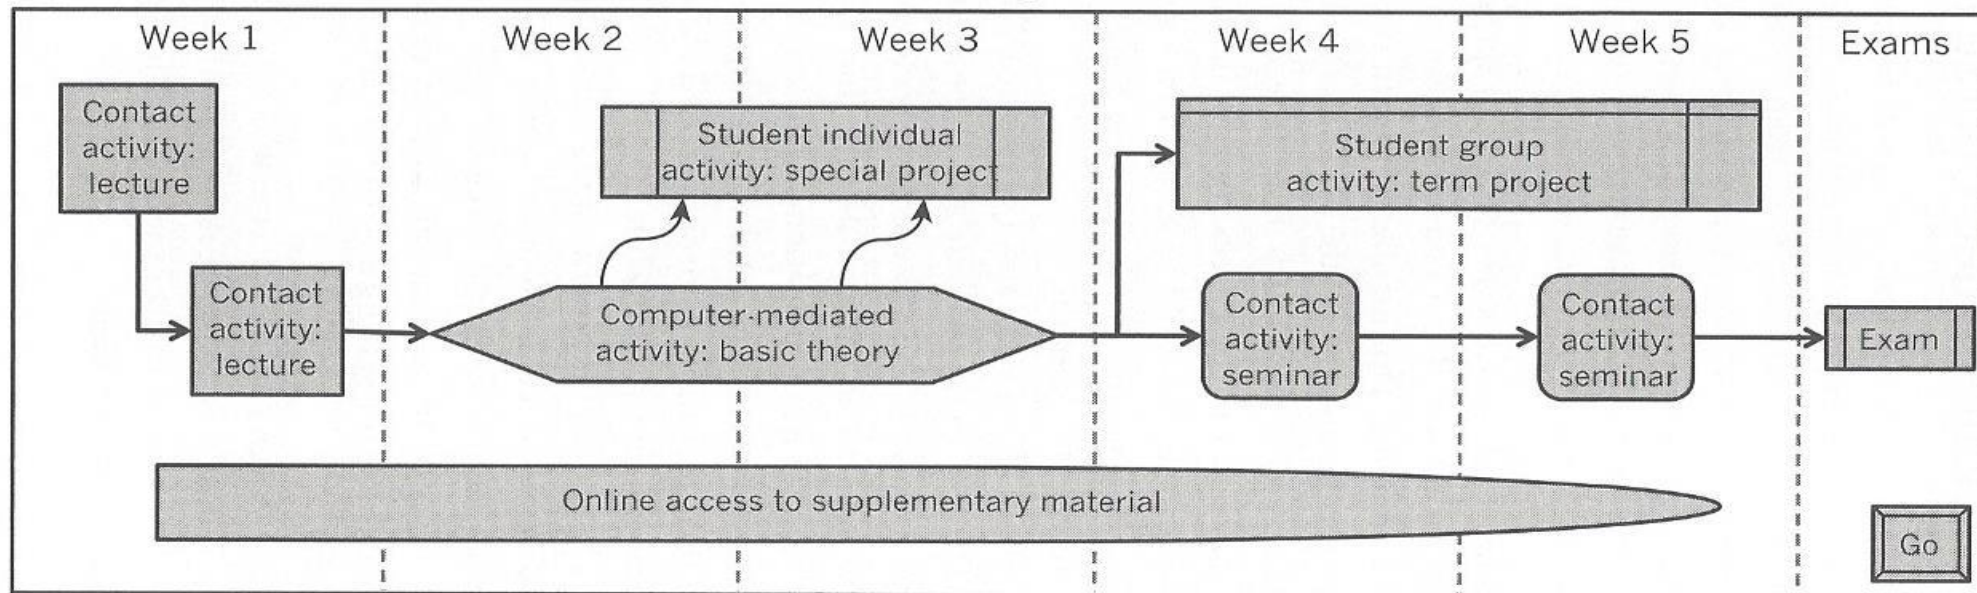 Week 1
Week 2
Week 3
Week 4
Week 5
Exams
Contact
activity:
lecture
Student individual
activity: special project
Student group
activity: term project
Contact
activity:
lecture
Computer-mediated
activity: basic theory
Contact
activity:
seminar
Contact
activity:
seminar
Exam
Online access to supplementary material
Go